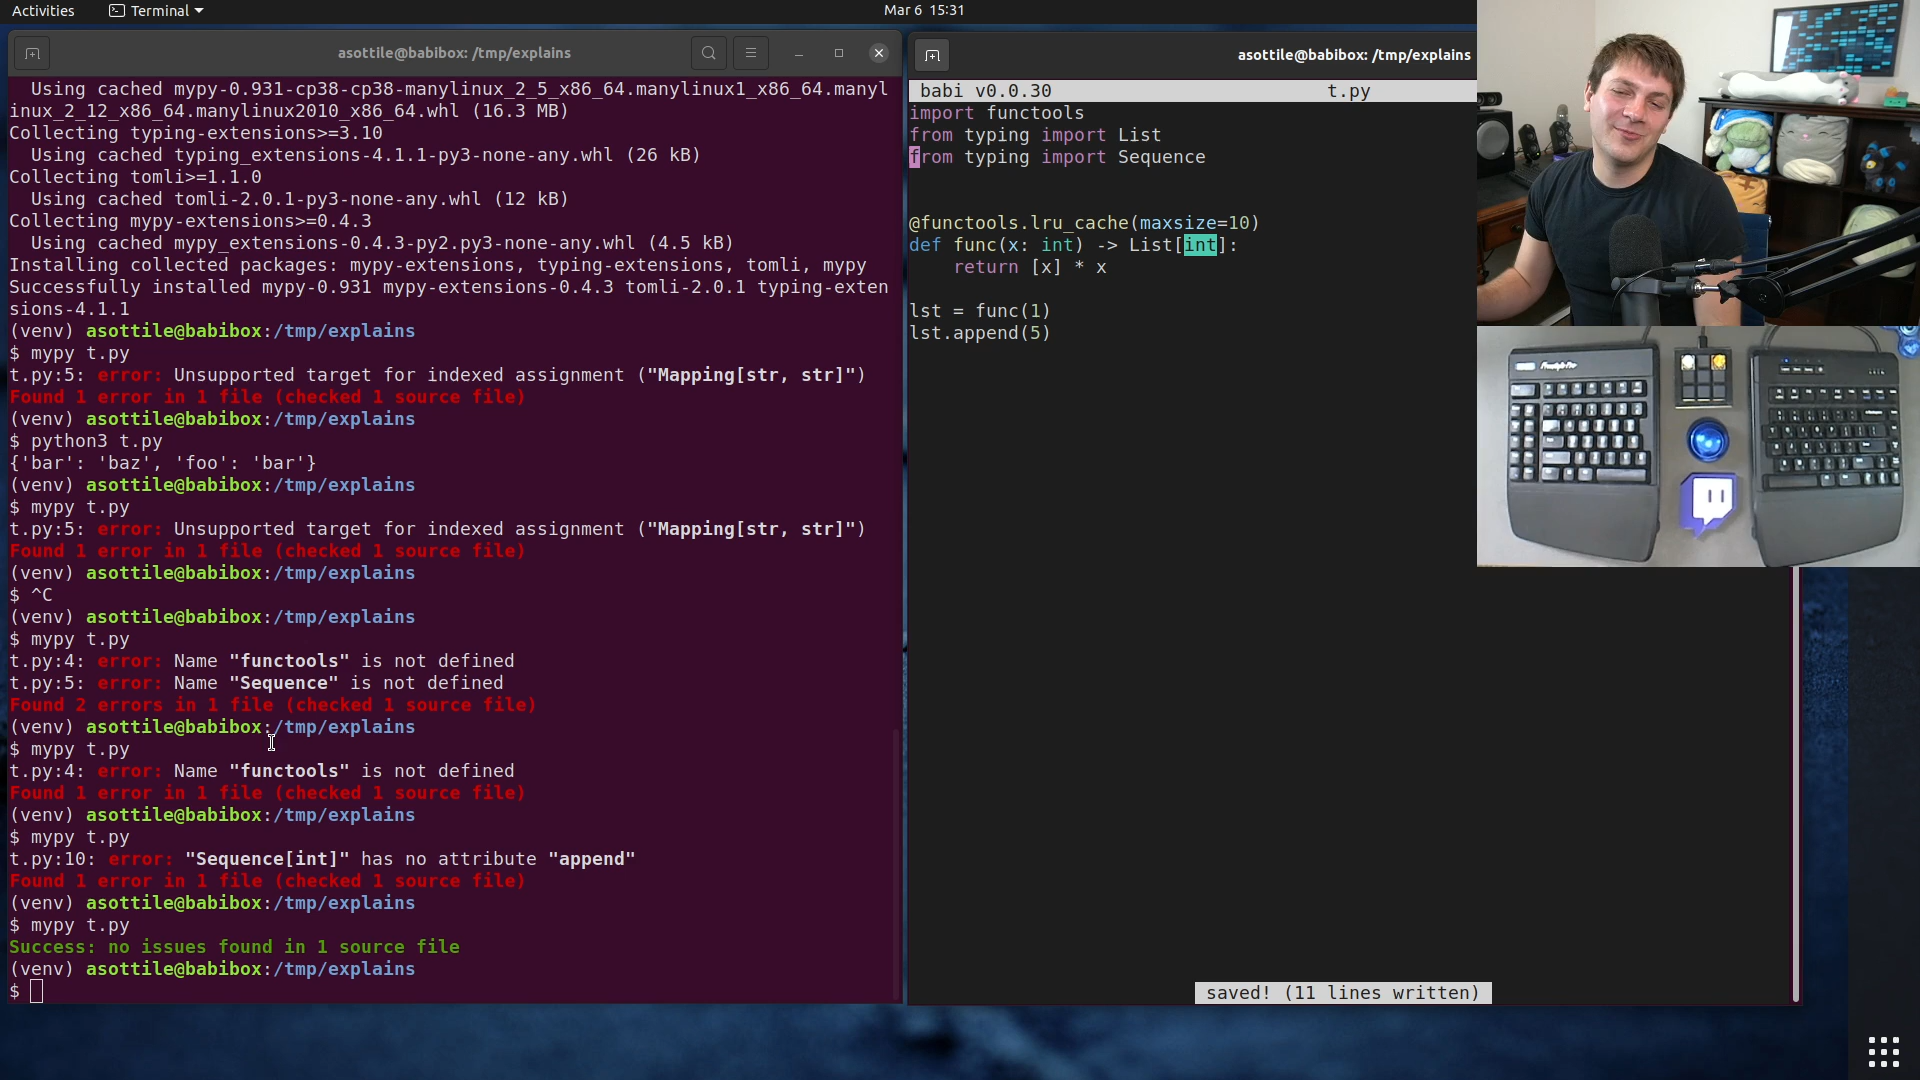 Activities
Terminal
Mar 6 15:31
asottile@babibox: /tmp/explains
Using cached mypy-0.931-cp38-cp38-manylinux_2_5_x86_64.manylinux1_x86_64.manyl
inux_2_12_x86_64.manylinux2010_x86_64.whl (16.3 MB)
Collecting typing-extensions>=3.10
Using cached typing_extensions-4.1.1-py3-none-any.whl (26 kB)
Collecting tomli>=1.1.0
Using cached tomli-2.0.1-py3-none-any.whl (12 kB)
Collecting mypy-extensions>=0.4.3
Using cached mypy_extensions-0.4.3-py2.py3-none-any.whl (4.5 kB)
Installing collected packages: mypy-extensions, typing-extensions, tomli, mypy
Successfully installed mypy-0.931 mypy-extensions-0.4.3 tomli-2.0.1 typing-exten
sions-4.1.1
(venv) asottile@babibox:/tmp/explains
$ mypy t.py
t.py:5: error: Unsupported target for indexed assignment ("Mapping[str, str]")
Found 1 error in 1 file (checked 1 source file)
(venv) asottile@babibox:/tmp/explains
$ python3 t.py
{'bar': 'baz', 'foo': 'bar'}
(venv) asottile@babibox:/tmp/explains
$ mypy t.py
t.py:5: error: Unsupported target for indexed assignment ("Mapping[str, str]")
Found 1 error in 1 file (checked 1 source file)
(venv) asottile@babibox:/tmp/explains
$ ^C
(venv) asottile@babibox:/tmp/explains
$ mypy t.py
t.py:4: error: Name "functools" is not defined
t.py:5: error: Name "Sequence" is not defined
Found 2 errors in 1 file (checked 1 source file)
(venv) asottile@babibox:/tmp/explains
$ mypy t.py
t.py:4: error: Name "functools" is not defined
Found 1 error in 1 file (checked 1 source file)
(venv) asottile@babibox:/tmp/explains
$ mypy t.py
t.py:10: error: "Sequence[int]" has no attribute "append"
Found 1 error in 1 file (checked 1 source file)
(venv) asottile@babibox:/tmp/explains
$ mypy t.py
Success: no issues found in 1 source file
(venv) asottile@babibox:/tmp/explains
$
asottile@babibox: /tmp/explains
babi v0.0.30 t.py
import functools
from typing import List
from typing import Sequence
@functools.lru_cache(maxsize=10)
def func(x: int) -> List[int]:
return [x] * x
lst = func(1)
lst.append(5)
saved! (11 lines written)
Freestyle Pro